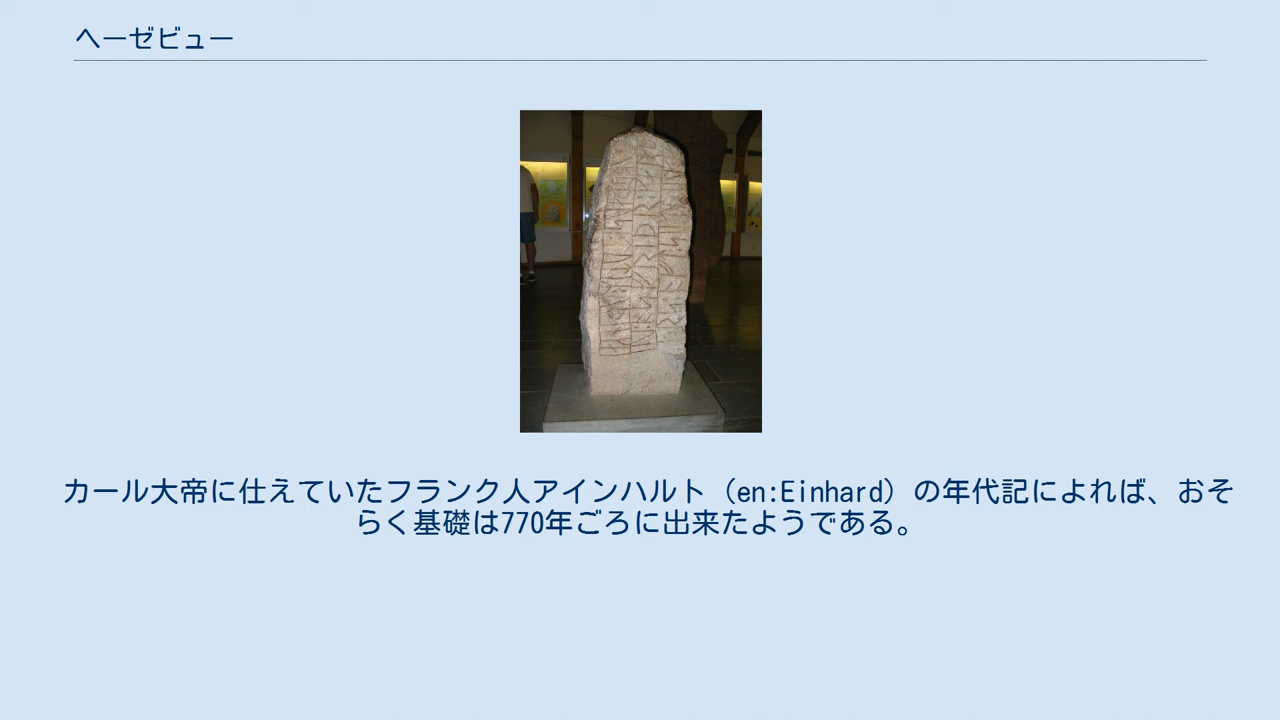 ヘーゼビュー
カール大帝に仕えていたフランク人アインハルト（en:Einhard）の年代記によれば、おそ
らく基礎は770年ごろに出来たようである。